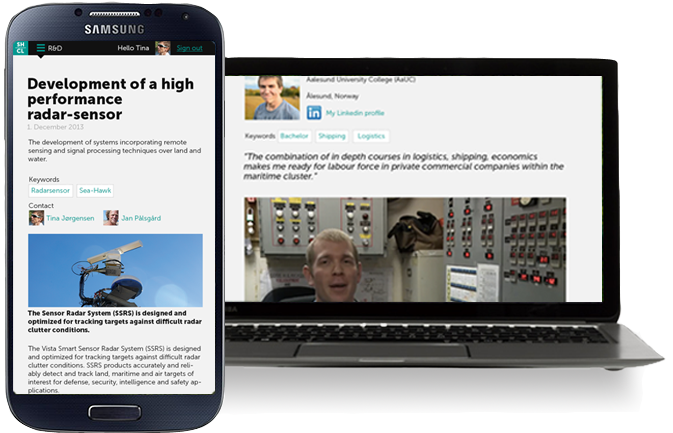 SAMSUNG
SH
CL
R&D
Hello Tina
Sign out
Development of a high
performance
radar-sensor
1. December 2013
The development of systems incorporating remote
sensing and signal processing techniques over land and
water.
Keywords
Radarsensor
Sea-Hawk
Contact
Tina Jørgensen
Jan Pålsgård
The Sensor Radar System (SSRS) is designed and
optimized for tracking targets against difficult radar
clutter conditions.
The Vista Smart Sensor Radar System (SSRS) is
designed and optimized for tracking targets against difficult radar
clutter conditions. SSRS products accurately and reli-
ably detect and track land, maritime and air targets of
interest for defense, security, intelligence and safety ap-
plications.
Aalesund University College (AaUC)
Ålesund, Norway
in
My Linkedin profile
Keywords
Bachelor
Shipping
Logistics
"The combination of in depth courses in logistics, shipping, economics
makes me ready for labour force in private commercial companies within the
maritime cluster."